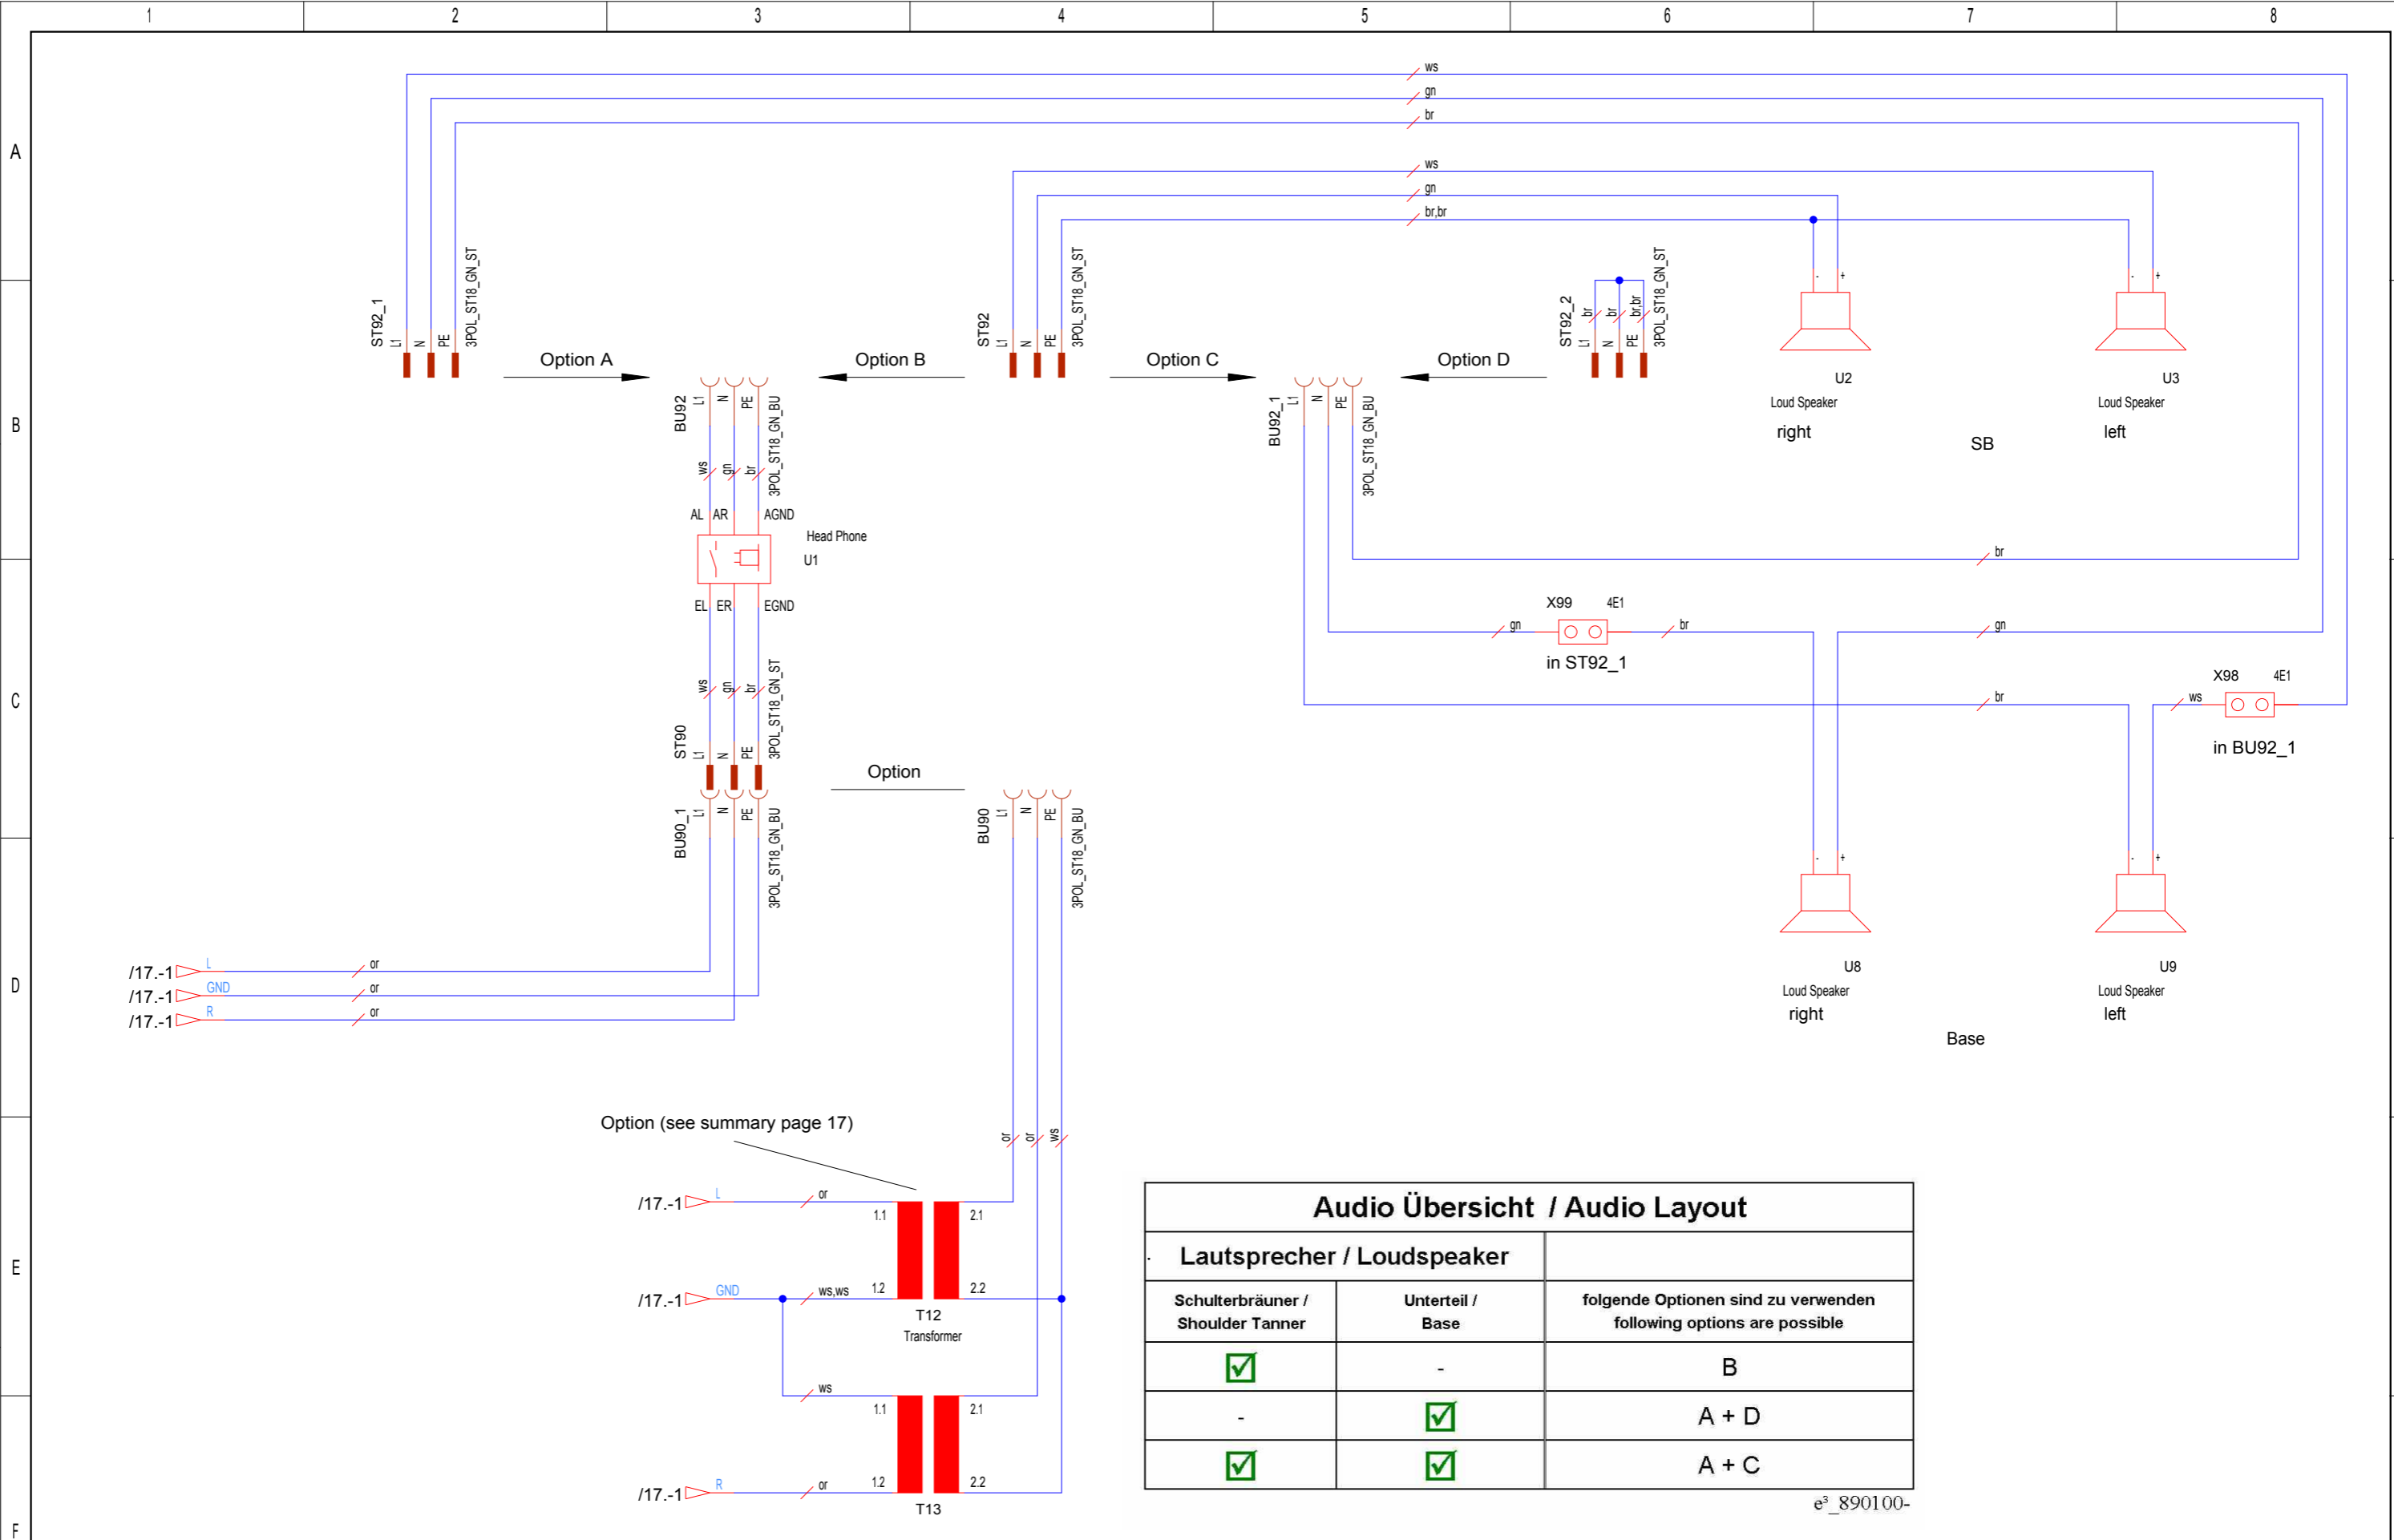 1 2 3 4 5 6 7 8
A
B
C
D
E
F
ws
gn
br
ws
gn
br,br
ST92_1
L1
N
PE
3POL_ST18_GN_ST
Option A
Option B
ST92
L1
N
PE
3POL_ST18_GN_ST
Option C
Option D
ST92_2
L1
N
PE
br
br
br,br
3POL_ST18_GN_ST
- +
U2
Loud Speaker
right
SB
- +
U3
Loud Speaker
left
BU92
L1
N
PE
3POL_ST18_GN_BU
ws
gn
br
AL AR AGND
Head Phone
U1
EL ER EGND
ws
gn
br
ST90
L1
N
PE
3POL_ST18_GN_ST
BU90_1
L1
N
PE
3POL_ST18_GN_BU
Option
BU90
L1
N
PE
3POL_ST18_GN_BU
BU92_1
L1
N
PE
3POL_ST18_GN_BU
br
X99 4E1
gn
br
in ST92_1
gn
X98 4E1
br
ws
in BU92_1
- +
U8
Loud Speaker
right
Base
- +
U9
Loud Speaker
left
/17.-1 L or
/17.-1 GND or
/17.-1 R or
Option (see summary page 17)
or
or
ws
/17.-1 L or 1.1 2.1
/17.-1 GND ws,ws 1.2 2.2
T12
Transformer
ws 1.1 2.1
/17.-1 R or 1.2 2.2
T13
Audio Übersicht / Audio Layout
Lautsprecher / Loudspeaker
Schulterbräuner /
Shoulder Tanner
Unterteil /
Base
folgende Optionen sind zu verwenden
following options are possible
- B
- A + D
A + C
e³_890100-